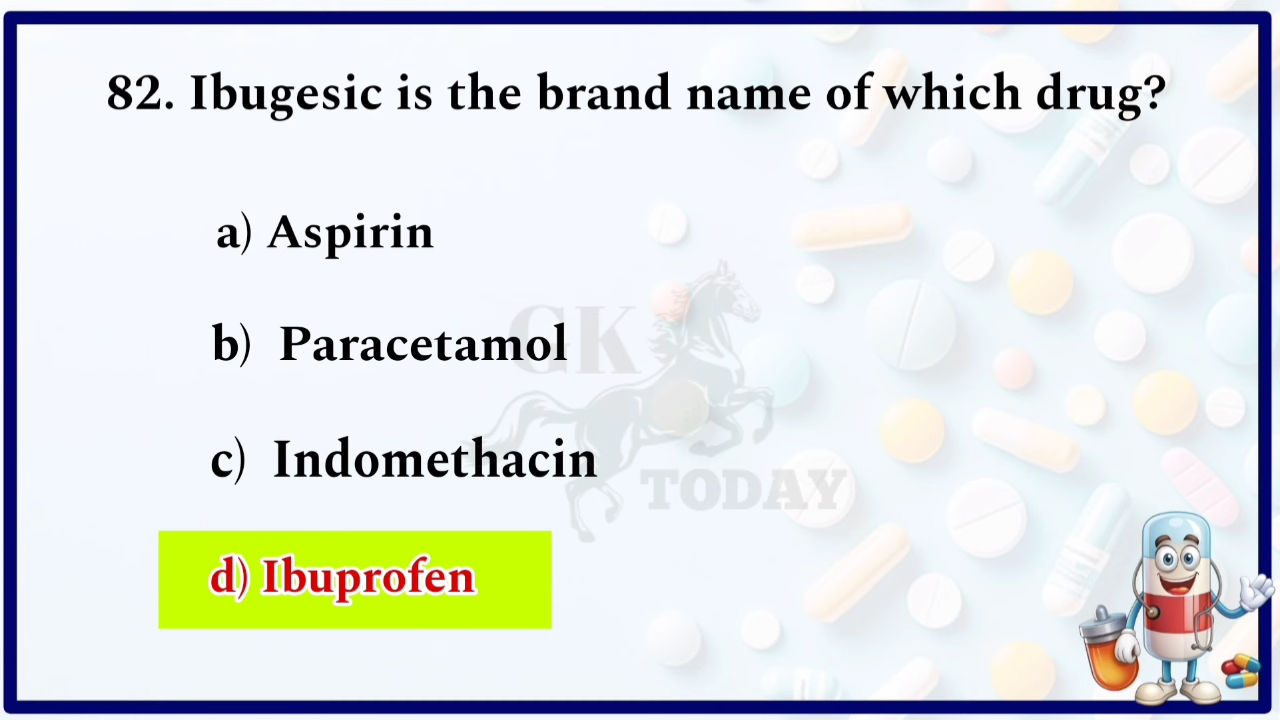 82. Ibugesic is the brand name of which drug?
a) Aspirin
b) Paracetamol
c) Indomethacin
d) Ibuprofen
GK
TODAY